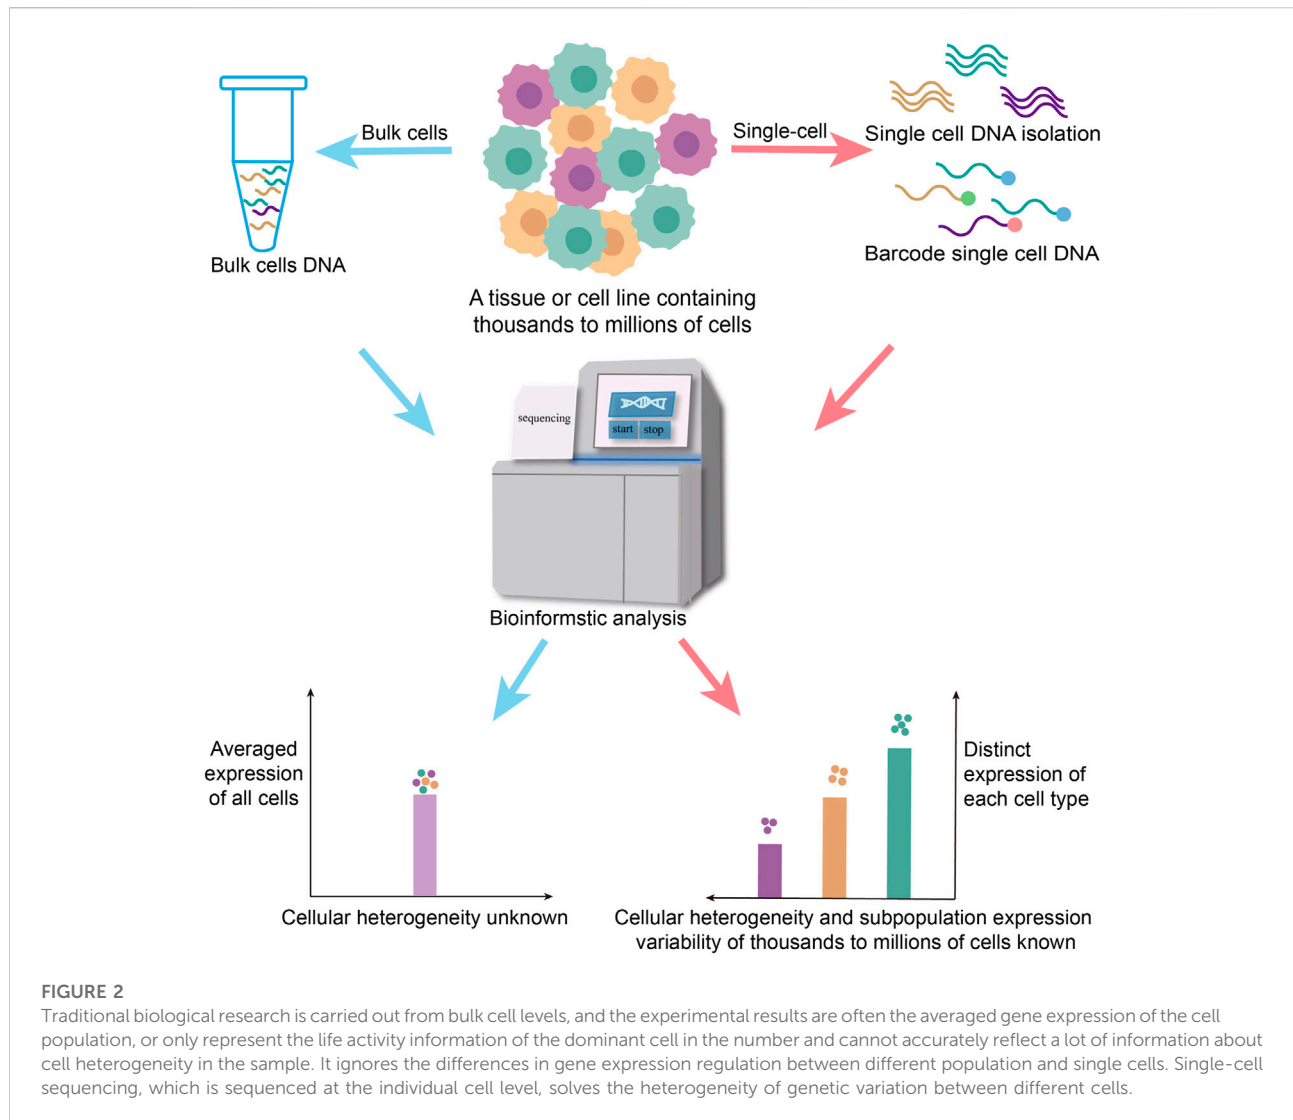 Bulk cells
Single-cell
Single cell DNA isolation
Barcode single cell DNA
Bulk cells DNA
A tissue or cell line containing
thousands to millions of cells
sequencing
start stop
Bioinformstic analysis
Averaged
expression
of all cells
Cellular heterogeneity unknown
Distinct
expression of
each cell type
Cellular heterogeneity and subpopulation expression
variability of thousands to millions of cells known
FIGURE 2
Traditional biological research is carried out from bulk cell levels, and the experimental results are often the averaged gene expression of the cell
population, or only represent the life activity information of the dominant cell in the number and cannot accurately reflect a lot of information about
cell heterogeneity in the sample. It ignores the differences in gene expression regulation between different population and single cells. Single-cell
sequencing, which is sequenced at the individual cell level, solves the heterogeneity of genetic variation between different cells.